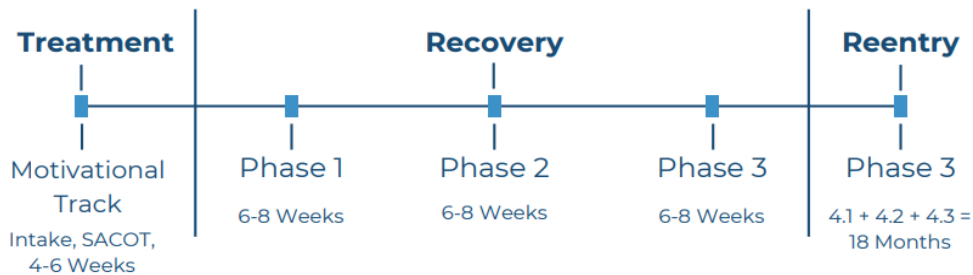 Treatment
Recovery
Reentry
Motivational
Track
Intake, SACOT,
4-6 Weeks
Phase 1
6-8 Weeks
Phase 2
6-8 Weeks
Phase 3
6-8 Weeks
Phase 3
4.1 + 4.2 + 4.3 =
18 Months